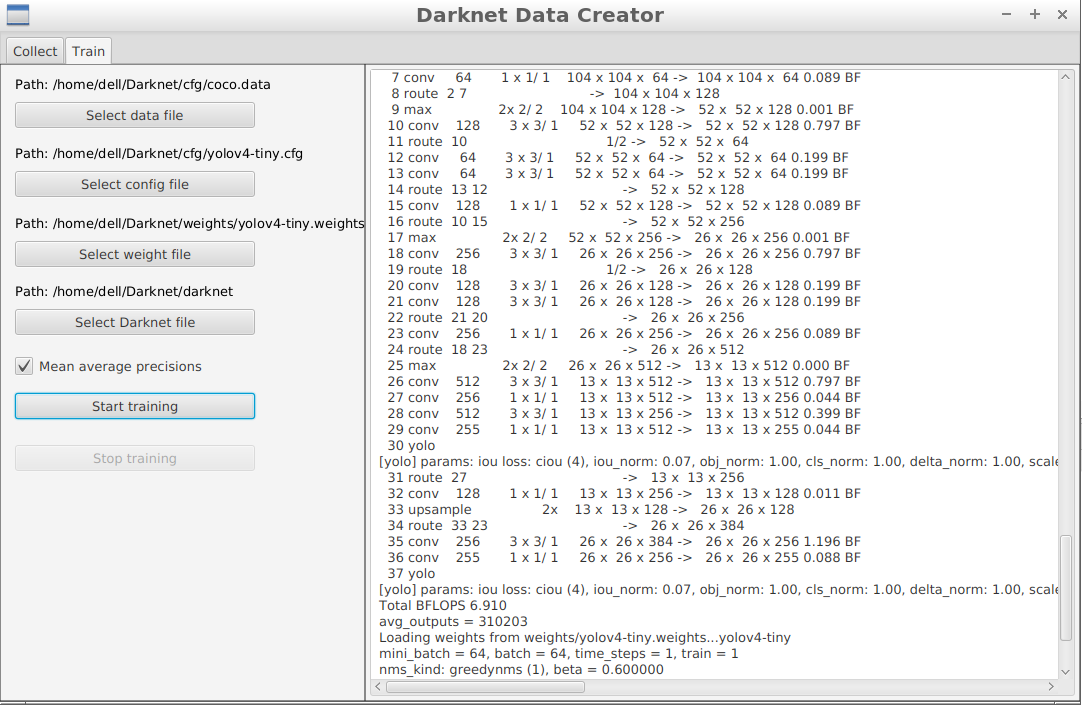 Darknet Data Creator
Collect
Train
Path: /home/dell/Darknet/cfg/coco.data
Select data file
Path: /home/dell/Darknet/cfg/yolov4-tiny.cfg
Select config file
Path: /home/dell/Darknet/weights/yolov4-tiny.weights
Select weight file
Path: /home/dell/Darknet/darknet
Select Darknet file
Mean average precisions
Start training
Stop training
7 conv 64 1 x 1/ 1 104 x 104 x 64 -> 104 x 104 x 64 0.089 BF
8 route 2 7 -> 104 x 104 x 128
9 max 2x 2/ 2 104 x 104 x 128 -> 52 x 52 x 128 0.001 BF
10 conv 128 3 x 3/ 1 52 x 52 x 128 -> 52 x 52 x 128 0.797 BF
11 route 10 1/2 -> 52 x 52 x 64
12 conv 64 3 x 3/ 1 52 x 52 x 64 -> 52 x 52 x 64 0.199 BF
13 conv 64 3 x 3/ 1 52 x 52 x 64 -> 52 x 52 x 64 0.199 BF
14 route 13 12 -> 52 x 52 x 128
15 conv 128 1 x 1/ 1 52 x 52 x 128 -> 52 x 52 x 128 0.089 BF
16 route 10 15 -> 52 x 52 x 256
17 max 2x 2/ 2 52 x 52 x 256 -> 26 x 26 x 256 0.001 BF
18 conv 256 3 x 3/ 1 26 x 26 x 256 -> 26 x 26 x 256 0.797 BF
19 route 18 1/2 -> 26 x 26 x 128
20 conv 128 3 x 3/ 1 26 x 26 x 128 -> 26 x 26 x 128 0.199 BF
21 conv 128 3 x 3/ 1 26 x 26 x 128 -> 26 x 26 x 128 0.199 BF
22 route 21 20 -> 26 x 26 x 256
23 conv 256 1 x 1/ 1 26 x 26 x 256 -> 26 x 26 x 256 0.089 BF
24 route 18 23 -> 26 x 26 x 512
25 max 2x 2/ 2 26 x 26 x 512 -> 13 x 13 x 512 0.000 BF
26 conv 512 3 x 3/ 1 13 x 13 x 512 -> 13 x 13 x 512 0.797 BF
27 conv 256 1 x 1/ 1 13 x 13 x 512 -> 13 x 13 x 256 0.044 BF
28 conv 512 3 x 3/ 1 13 x 13 x 256 -> 13 x 13 x 512 0.399 BF
29 conv 255 1 x 1/ 1 13 x 13 x 512 -> 13 x 13 x 255 0.044 BF
30 yolo
[yolo] params: iou loss: ciou (4), iou_norm: 0.07, obj_norm: 1.00, cls_norm: 1.00, delta_norm: 1.00, scale
31 route 27 -> 13 x 13 x 256
32 conv 128 1 x 1/ 1 13 x 13 x 256 -> 13 x 13 x 128 0.011 BF
33 upsample 2x 13 x 13 x 128 -> 26 x 26 x 128
34 route 33 23 -> 26 x 26 x 384
35 conv 256 3 x 3/ 1 26 x 26 x 384 -> 26 x 26 x 256 1.196 BF
36 conv 255 1 x 1/ 1 26 x 26 x 256 -> 26 x 26 x 255 0.088 BF
37 yolo
[yolo] params: iou loss: ciou (4), iou_norm: 0.07, obj_norm: 1.00, cls_norm: 1.00, delta_norm: 1.00, scale
Total BFLOPS 6.910
avg_outputs = 310203
Loading weights from weights/yolov4-tiny.weights...yolov4-tiny
mini_batch = 64, batch = 64, time_steps = 1, train = 1
nms_kind: greedynms (1), beta = 0.600000